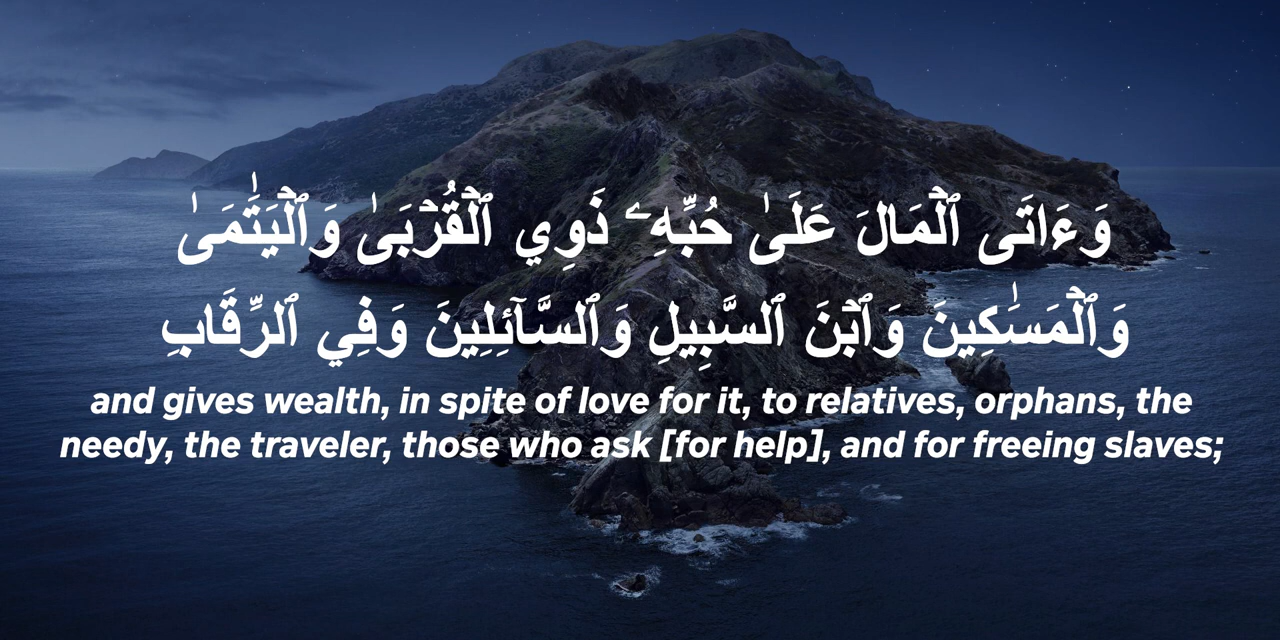 وَءَاتَى ٱلْمَالَ عَلَىٰ حُبِّهِۦ ذَوِي ٱلْقُرْبَىٰ وَٱلْيَتَٰمَىٰ
وَٱلْمَسَٰكِينَ وَٱبْنَ ٱلسَّبِيلِ وَٱلسَّآئِلِينَ وَفِي ٱلرِّقَابِ
and gives wealth, in spite of love for it, to relatives, orphans, the
needy, the traveler, those who ask [for help], and for freeing slaves;